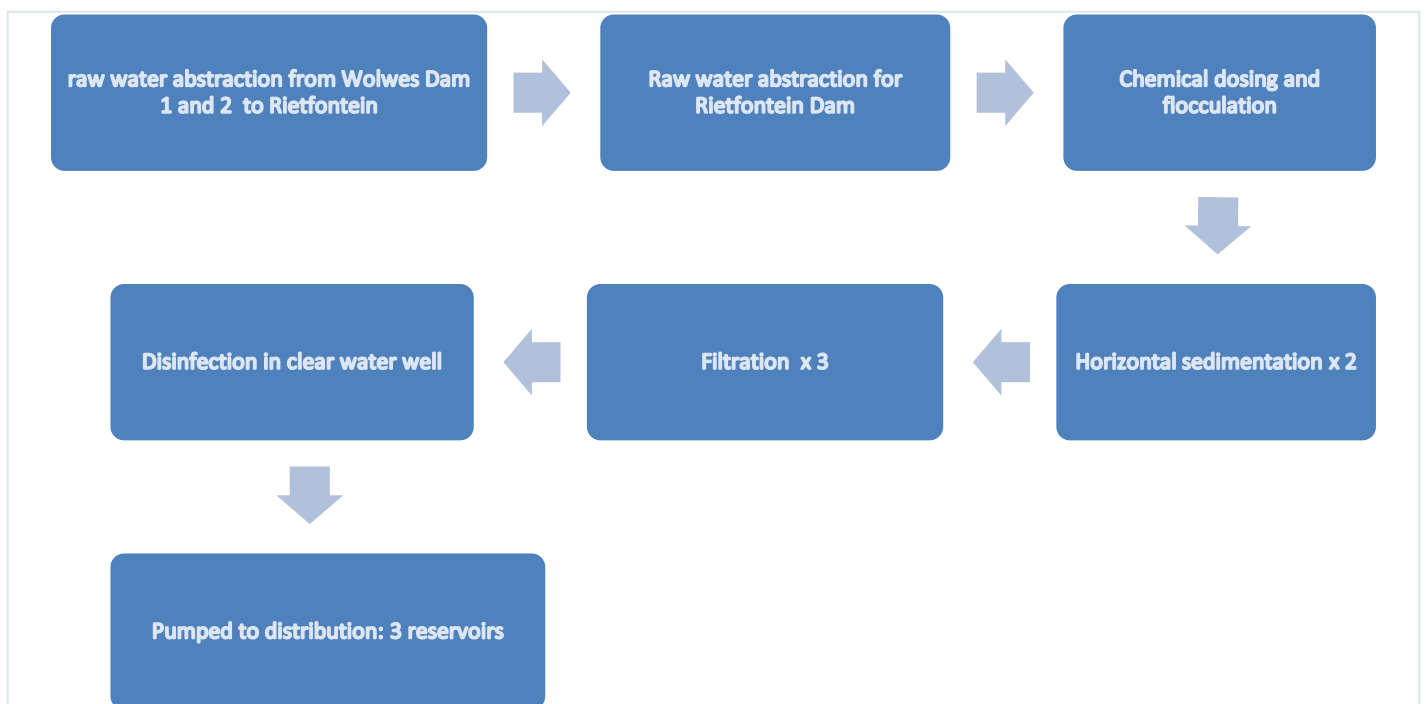 raw water abstraction from Wolwes Dam
1 and 2  to Rietfontein
Raw water abstraction for
Rietfontein Dam
Chemical dosing and
flocculation
Horizontal sedimentation x 2
Filtration  x 3
Disinfection in clear water well
Pumped to distribution: 3 reservoirs